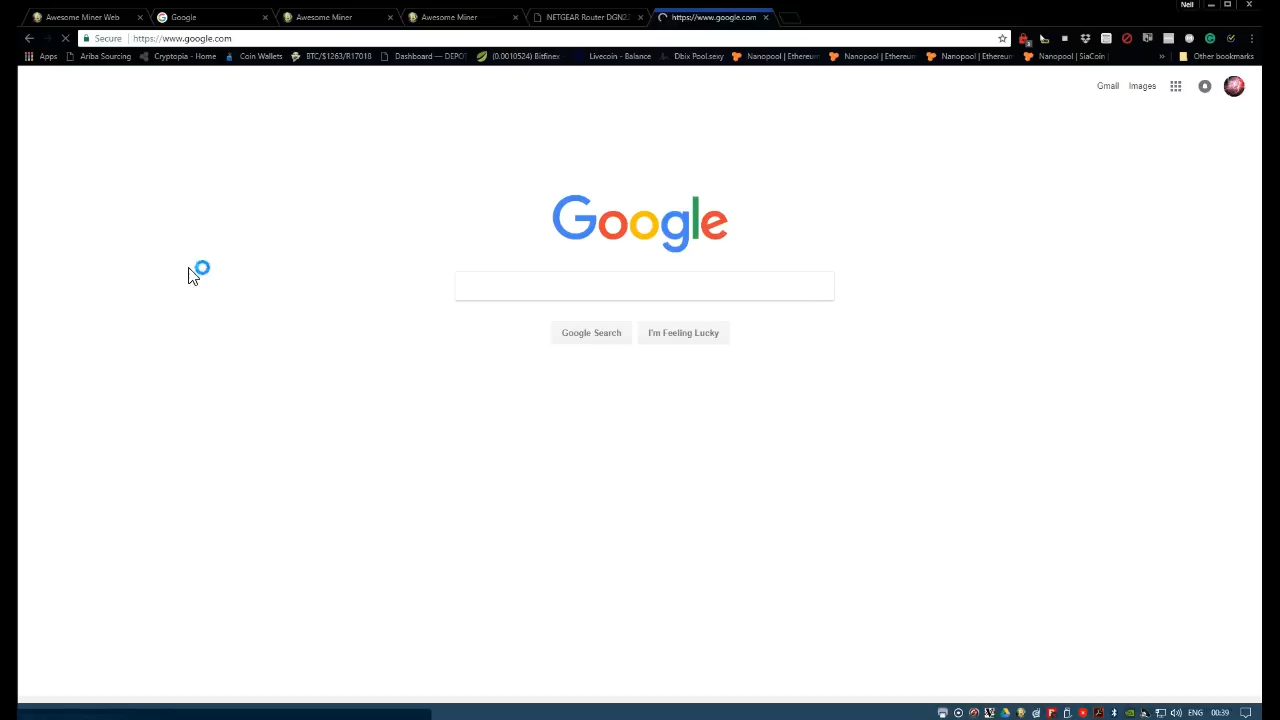 Neil
Awesome Miner Web
Google
Awesome Miner
Awesome Miner
NETGEAR Router DGN2
https://www.google.com
Secure
https://www.google.com
Apps
Ariba Sourcing
Cryptopia - Home
Coin Wallets
BTC/$1263/R17018
Dashboard — DEPOT
(0.0010524) Bitfinex
Livecoin - Balance
Dbix Pool.sexy
Nanopool | Ethereum
Nanopool | Ethereum
Nanopool | Ethereum
Nanopool | SiaCoin |
»
Other bookmarks
Gmail
Images
Google
Google Search
I'm Feeling Lucky
ENG
00:39